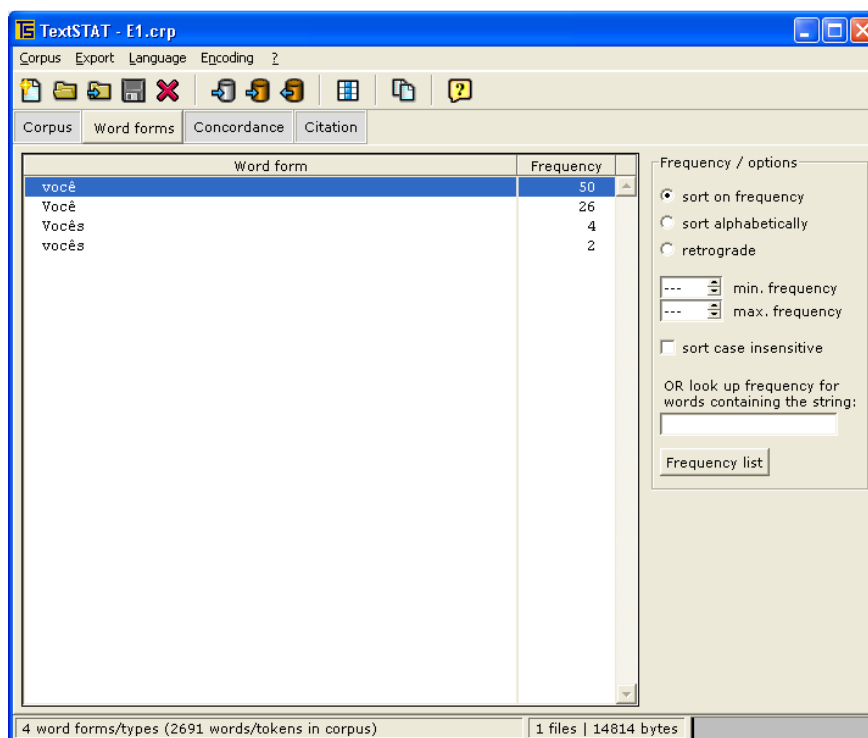 TextSTAT - E1.crp
Corpus Export Language Encoding ?
Corpus Word forms Concordance Citation
Word form Frequency
você 50
Você 26
Vocês 4
vocês 2
Frequency / options
sort on frequency
sort alphabetically
retrograde
--- min. frequency
--- max. frequency
sort case insensitive
OR look up frequency for
words containing the string:
Frequency list
4 word forms/types (2691 words/tokens in corpus) 1 files | 14814 bytes